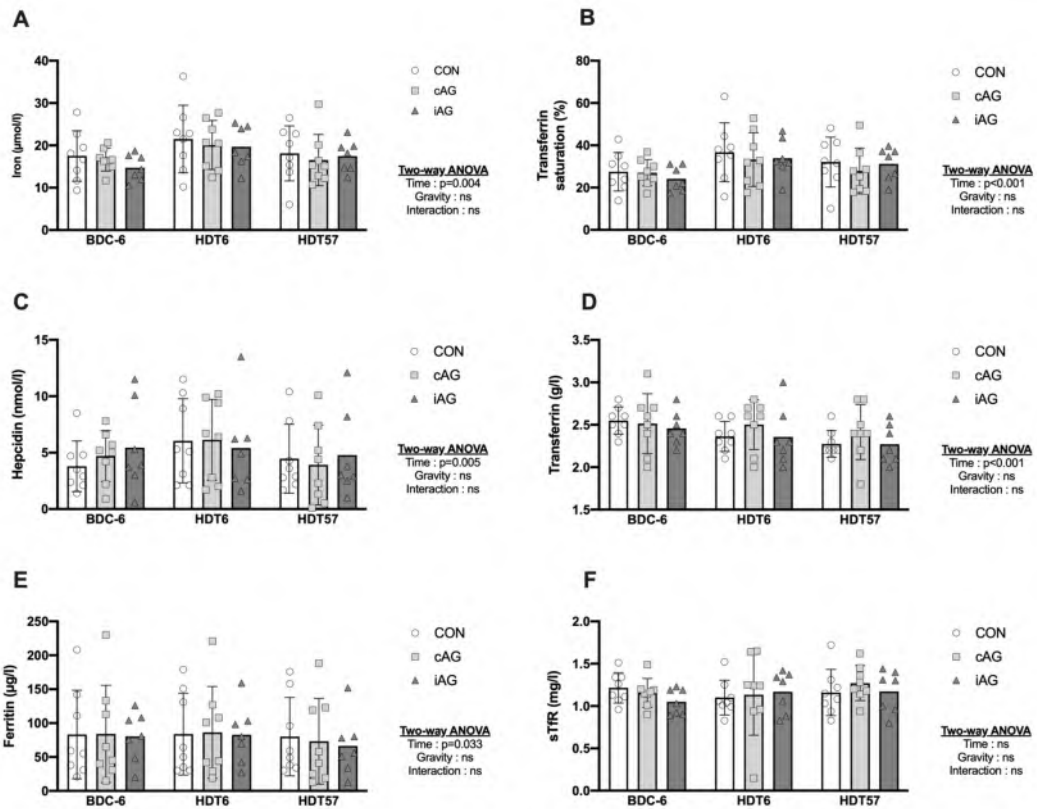 A
Iron (µmol/l)
40
30
20
10
0
BDC-6 HDT6 HDT57
CON
cAG
iAG
Two-way ANOVA
Time : p=0.004
Gravity : ns
Interaction : ns
B
Transferrin
saturation (%)
80
60
40
20
0
BDC-6 HDT6 HDT57
CON
cAG
iAG
Two-way ANOVA
Time : p<0.001
Gravity : ns
Interaction : ns
C
Hepcidin (nmol/l)
15
10
5
0
BDC-6 HDT6 HDT57
CON
cAG
iAG
Two-way ANOVA
Time : p=0.005
Gravity : ns
Interaction : ns
D
Transferrin (g/l)
3.5
3.0
2.5
2.0
1.5
BDC-6 HDT6 HDT57
CON
cAG
iAG
Two-way ANOVA
Time : p<0.001
Gravity : ns
Interaction : ns
E
Ferritin (µg/l)
250
200
150
100
50
0
BDC-6 HDT6 HDT57
CON
cAG
iAG
Two-way ANOVA
Time : p=0.033
Gravity : ns
Interaction : ns
F
sTfR (mg/l)
2.0
1.5
1.0
0.5
0.0
BDC-6 HDT6 HDT57
CON
cAG
iAG
Two-way ANOVA
Time : ns
Gravity : ns
Interaction : ns